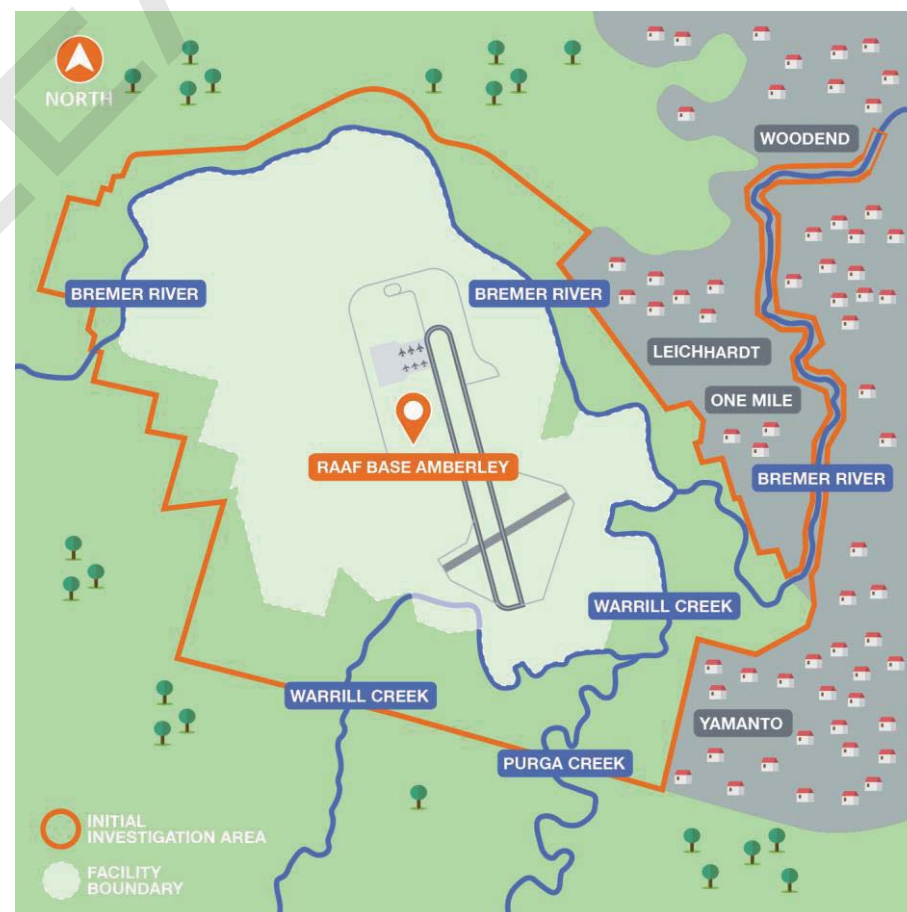 NORTH
WOODEND
BREMER RIVER
BREMER RIVER
LEICHHARDT
ONE MILE
RAAF BASE AMBERLEY
BREMER RIVER
WARRILL CREEK
WARRILL CREEK
YAMANTO
PURGA CREEK
INITIAL
INVESTIGATION AREA
FACILITY
BOUNDARY